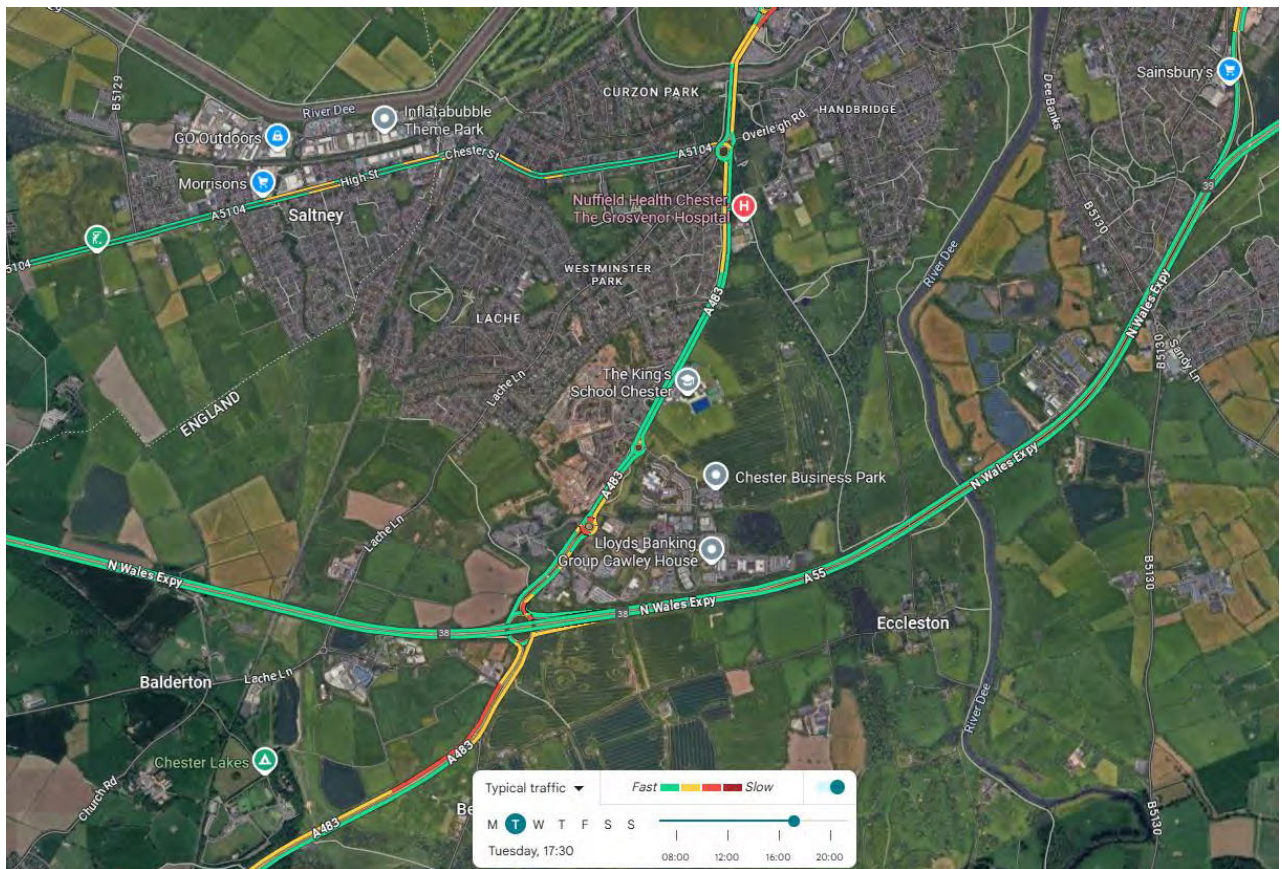 B5129
River Dee
Inflatabubble
Theme Park
GO Outdoors
CURZON PARK
HANDBRIDGE
Dee Banks
Sainsbury's
Overleigh Rd
A5104
Chester St
High St
Morrisons
A5104
Saltney
5104
Nuffield Health Chester
The Grosvenor Hospital
H
39
B5130
River Dee
WESTMINSTER
PARK
LACHE
A483
N Wales Expy
B5130
Sandy Ln
The King's
School Chester
Lache Ln
ENGLAND
N Wales Expy
Chester Business Park
A483
Lache Ln
Lloyds Banking
Group Cawley House
N Wales Expy
A55
N Wales Expy
38
38
B5130
Eccleston
Balderton
Lache Ln
River Dee
A483
Chester Lakes
Church Rd
A483
Be
B5130
Typical traffic
Fast
Slow
M T W T F S S
Tuesday, 17:30
08:00 12:00 16:00 20:00